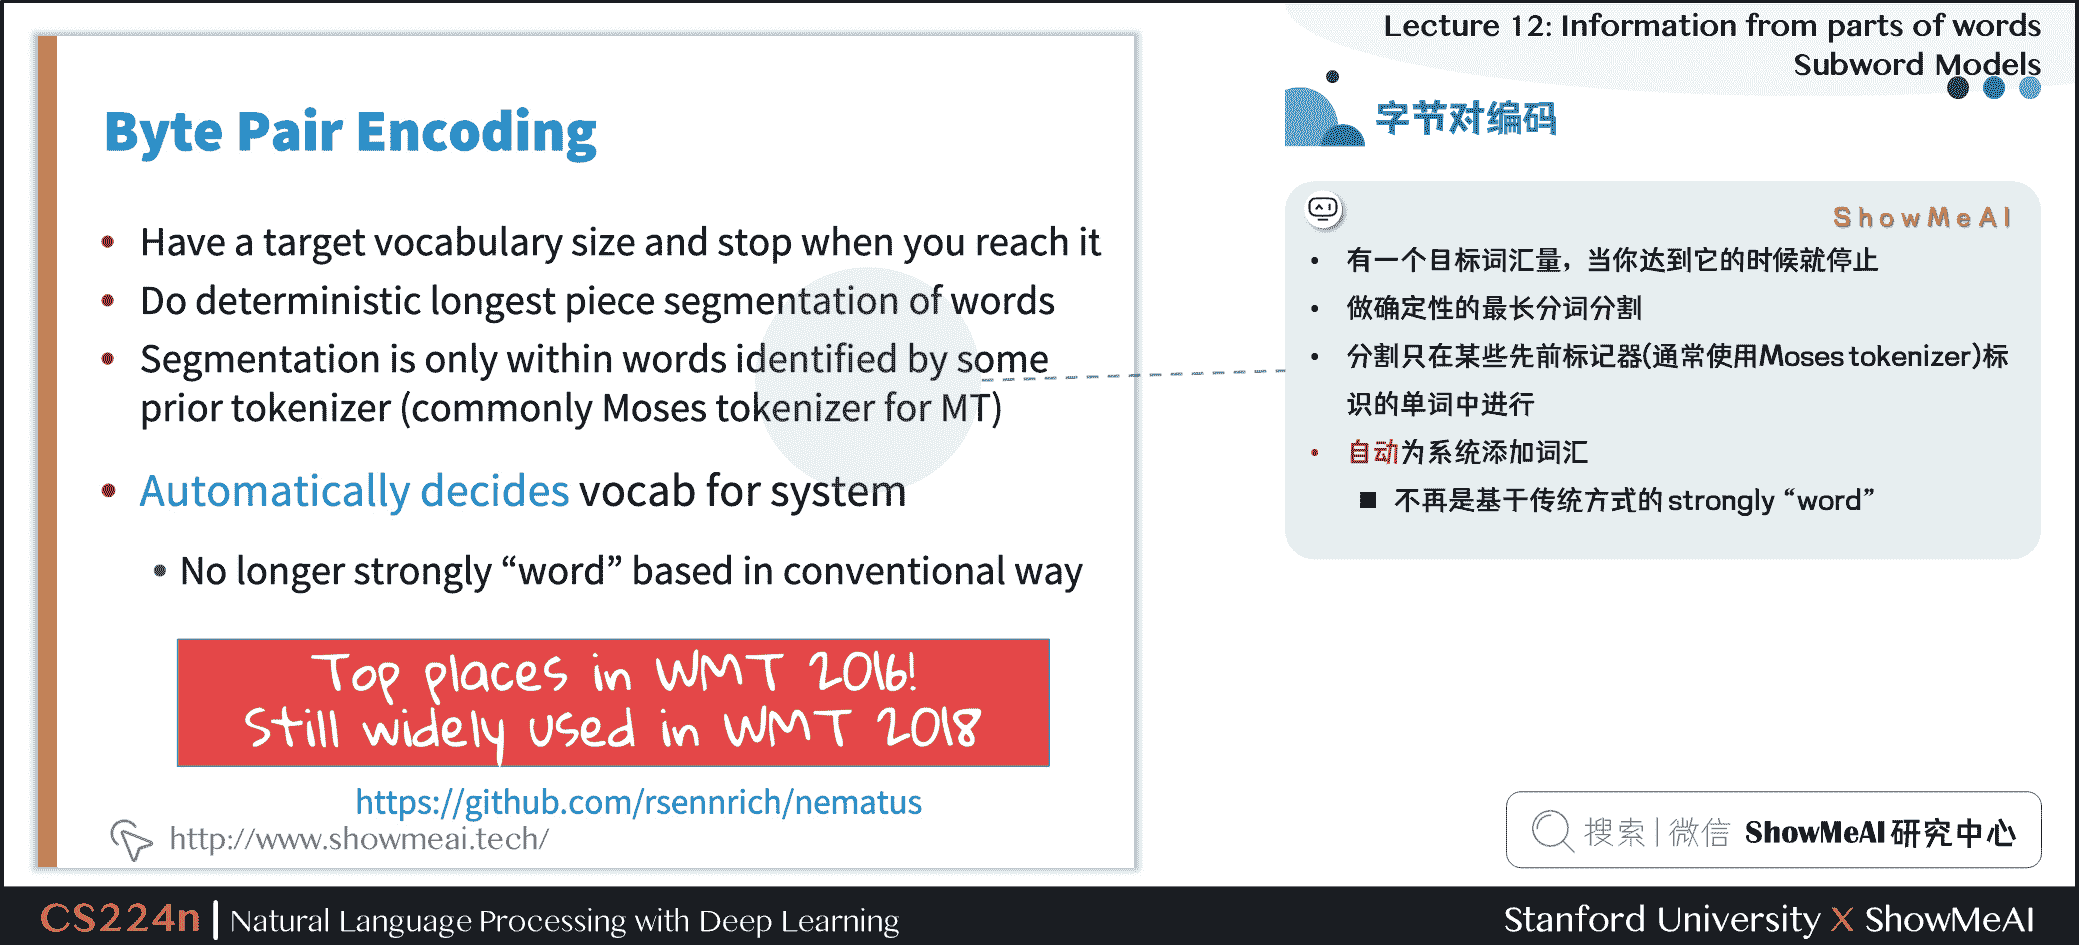 Lecture 12: Information from parts of words
Subword Models
Byte Pair Encoding
• Have a target vocabulary size and stop when you reach it
• Do deterministic longest piece segmentation of words
• Segmentation is only within words identified by some
prior tokenizer (commonly Moses tokenizer for MT)
• Automatically decides vocab for system
• No longer strongly “word” based in conventional way
Top places in WMT 2016!
Still widely used in WMT 2018
https://github.com/rsennrich/nematus
http://www.showmeai.tech/
字节对编码
ShowMeAI
• 有一个目标词汇量，当你达到它的时候就停止
• 做确定性的最长分词分割
• 分割只在某些先前标记器(通常使用Moses tokenizer)标
识的单词中进行
• 自动为系统添加词汇
■ 不再是基于传统方式的 strongly “word”
搜索 | 微信 ShowMeAI 研究中心
CS224n | Natural Language Processing with Deep Learning
Stanford University X ShowMeAI